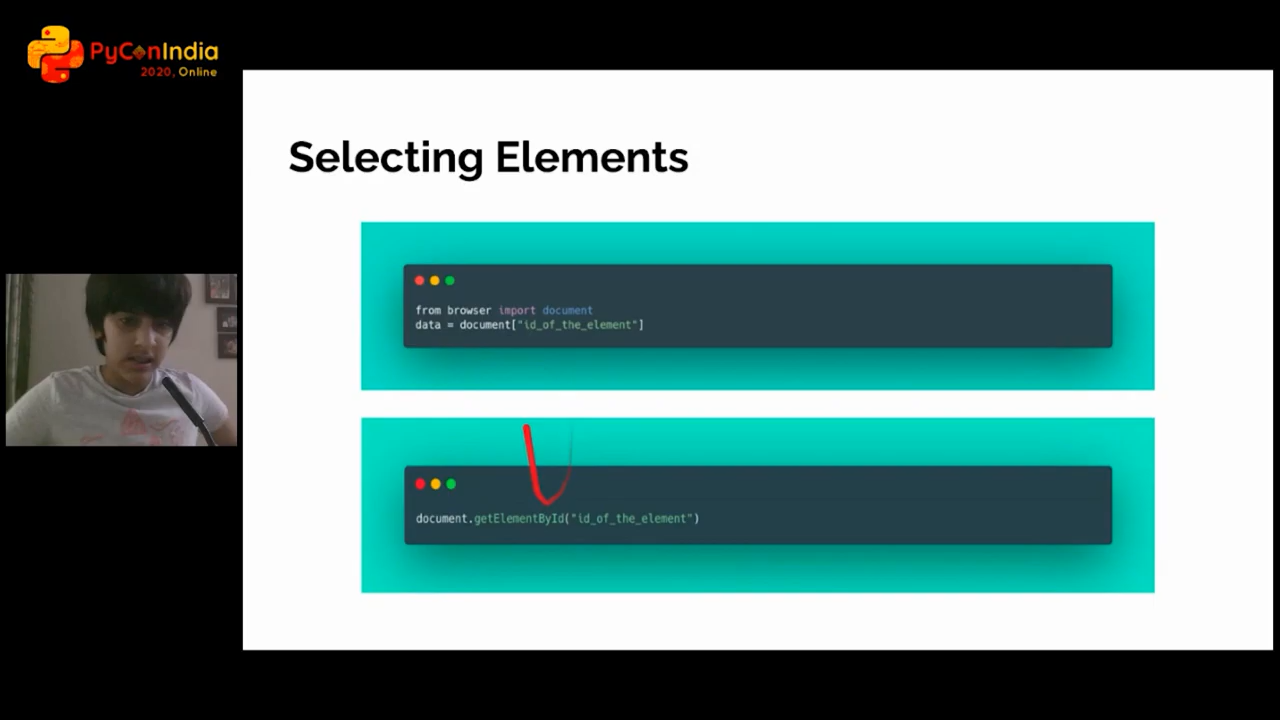 PyConIndia
2020, Online
Selecting Elements
from browser import document
data = document["id_of_the_element"]
document.getElementById("id_of_the_element")